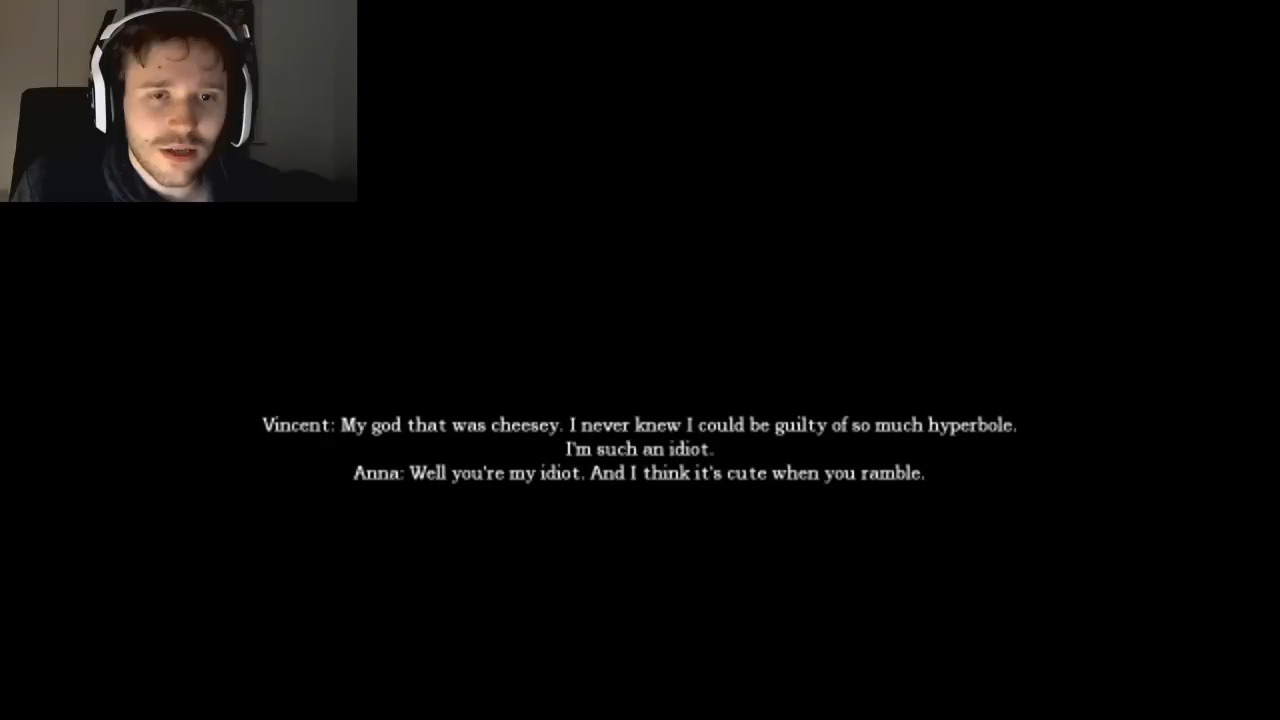 Vincent: My god that was cheesey. I never knew I could be guilty of so much hyperbole.
I'm such an idiot.
Anna: Well you're my idiot. And I think it's cute when you ramble.